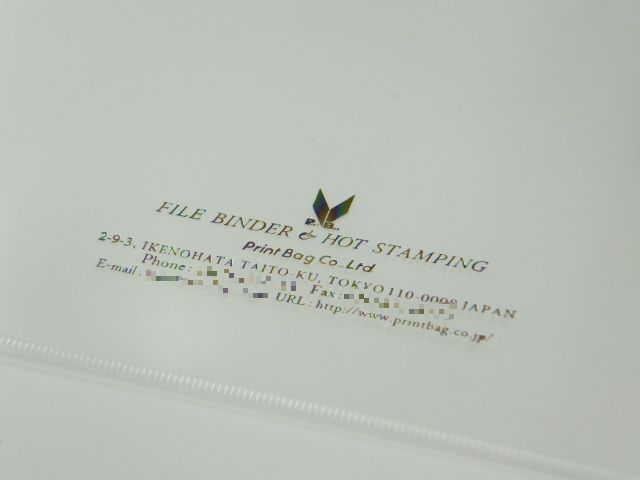 FILE BINDER & HOT STAMPING
Print Bag Co., Ltd.
2-9-3, IKENOHATA TAITO-KU, TOKYO 110-0008 JAPAN
Phone: Fax:
E-mail: URL: http://www.printbag.co.jp/